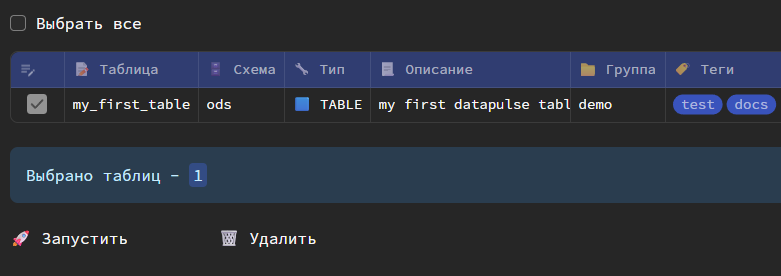 Выбрать все
Таблица Схема Тип Описание Группа Теги
my_first_table ods TABLE my first datapulse tabl demo test docs
Выбрано таблиц - 1
Запустить Удалить